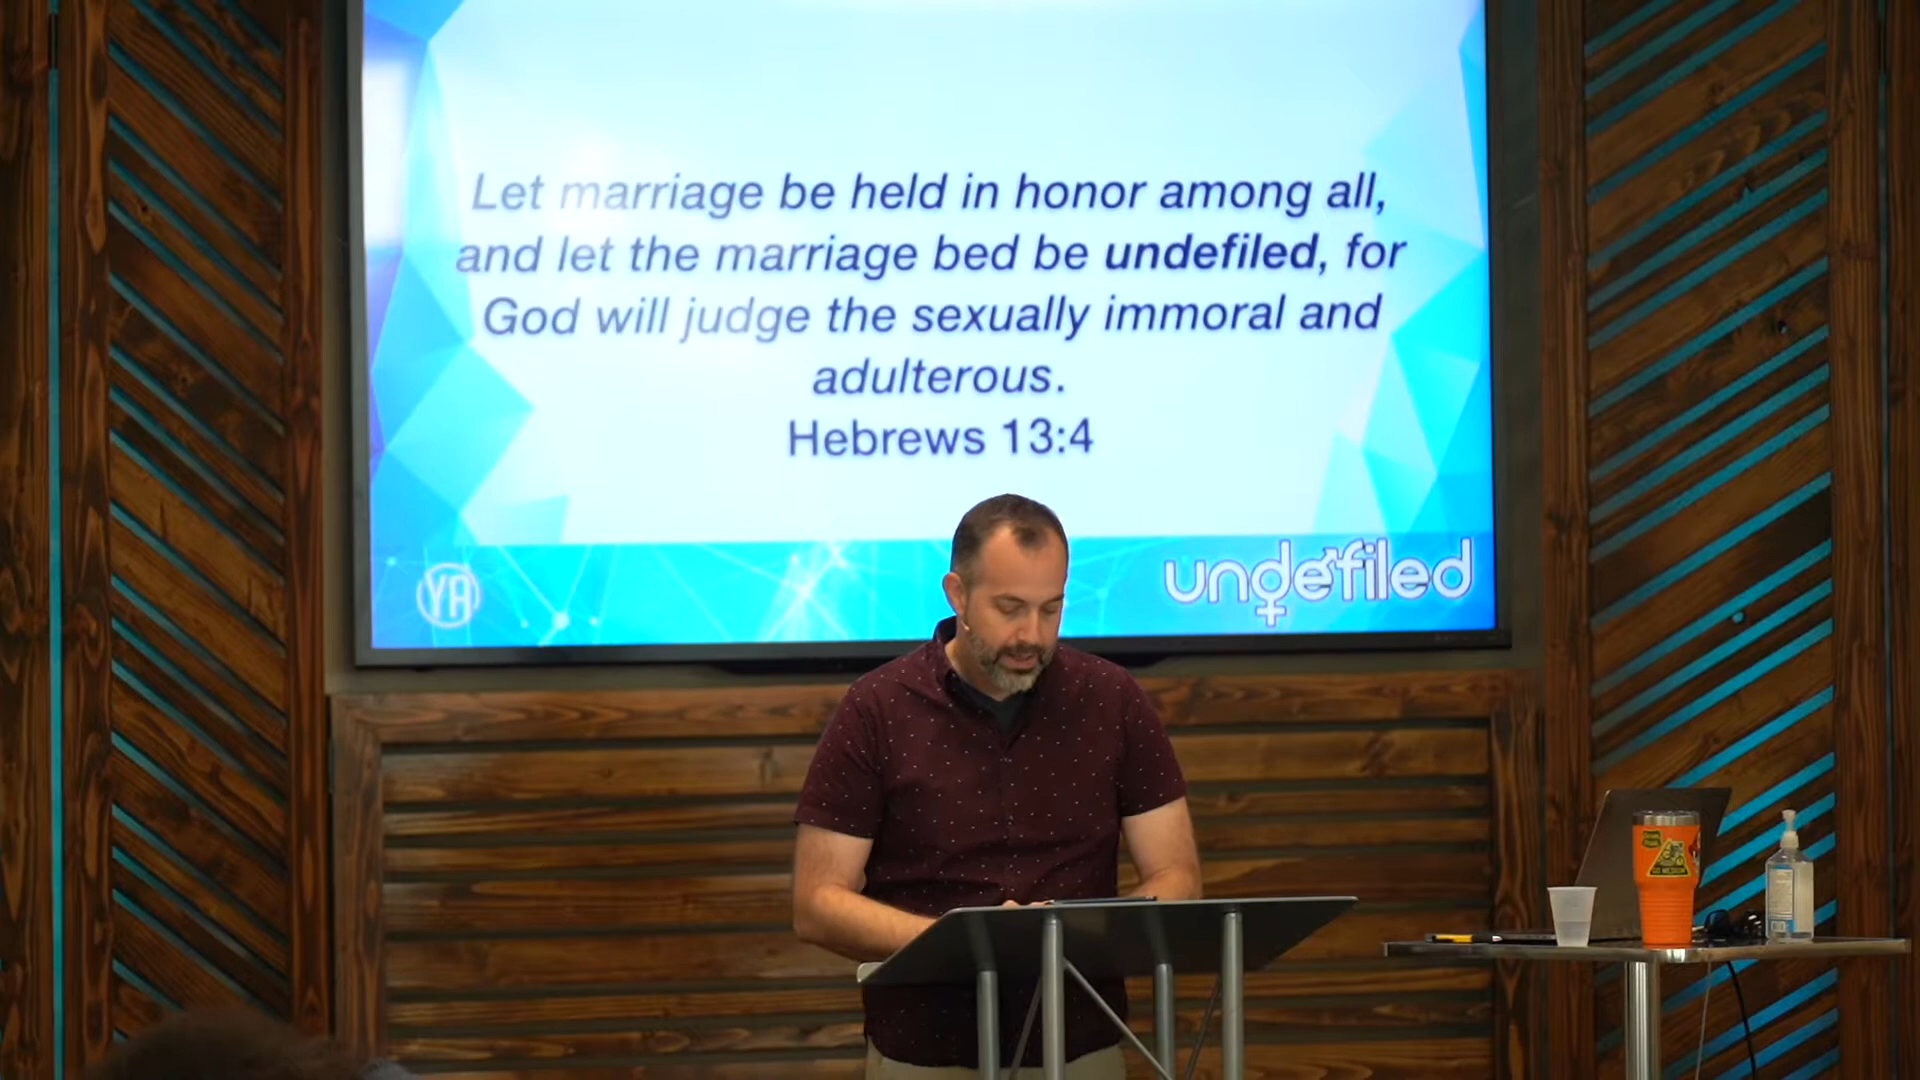 Let marriage be held in honor among all,
and let the marriage bed be undefiled, for
God will judge the sexually immoral and
adulterous.
Hebrews 13:4
YA
undefiled